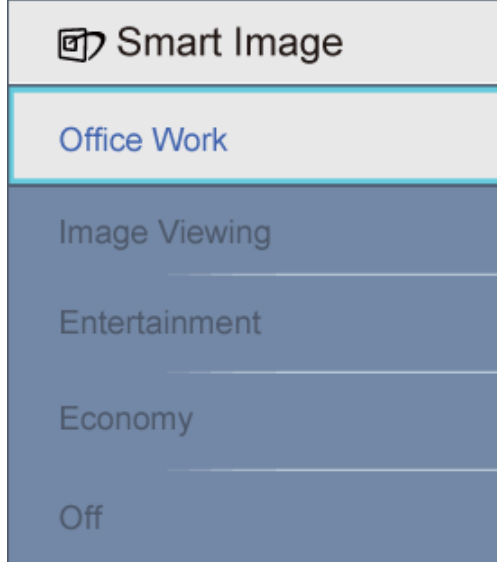 Smart Image
Office Work
Image Viewing
Entertainment
Economy
Off